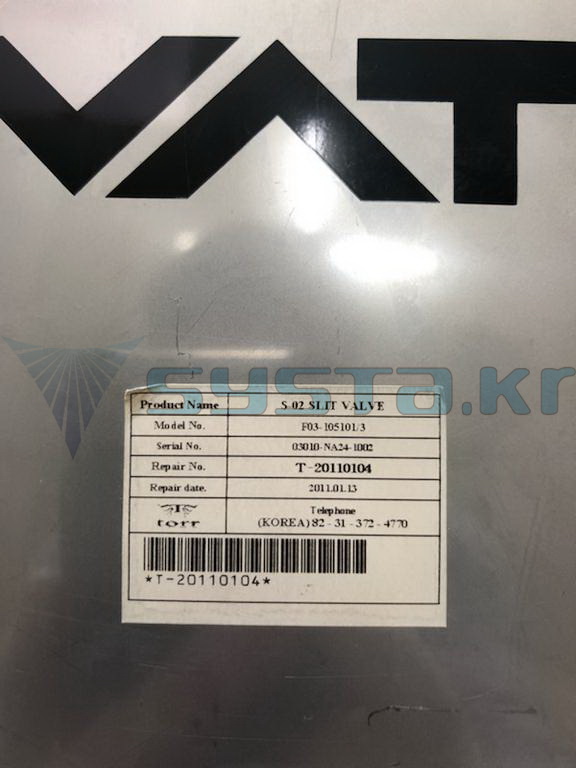 VAT
systa.kr
Product Name S-02 SLIT VALVE
Model No. F03-105101/3
Serial No. 03010-NA24-1002
Repair No. T-20110104
Repair date. 2011.01.13
torr
Telephone
(KOREA) 82 - 31 - 372 - 4770
*T-20110104*